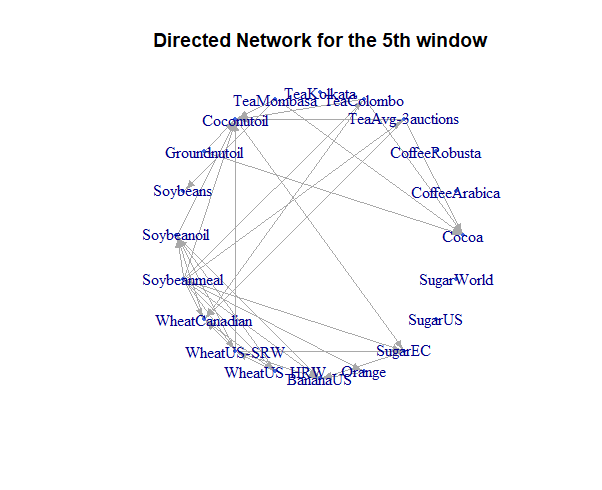 Directed Network for the 5th window
TeaKolkata
TeaMombasa
TeaColombo
Coconutoil
TeaAvg-3auctions
Groundnutoil
CoffeeRobusta
Soybeans
CoffeeArabica
Soybeanoil
Cocoa
Soybeanmeal
SugarWorld
WheatCanadian
SugarUS
WheatUS-SRW
SugarEC
WheatUS-HRW
Orange
BananaUS